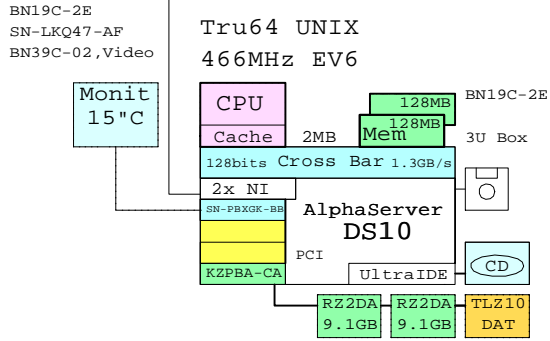 BN19C-2E
SN-LKQ47-AF
BN39C-02,Video
Tru64 UNIX
466MHz EV6
Monit
15"C
CPU
Cache
2MB
128MB
128MB
Mem
BN19C-2E
3U Box
128bits Cross Bar 1.3GB/s
2x NI
SN-PBXGK-BB
AlphaServer
DS10
PCI
KZPBA-CA
UltraIDE
CD
RZ2DA
9.1GB
RZ2DA
9.1GB
TLZ10
DAT